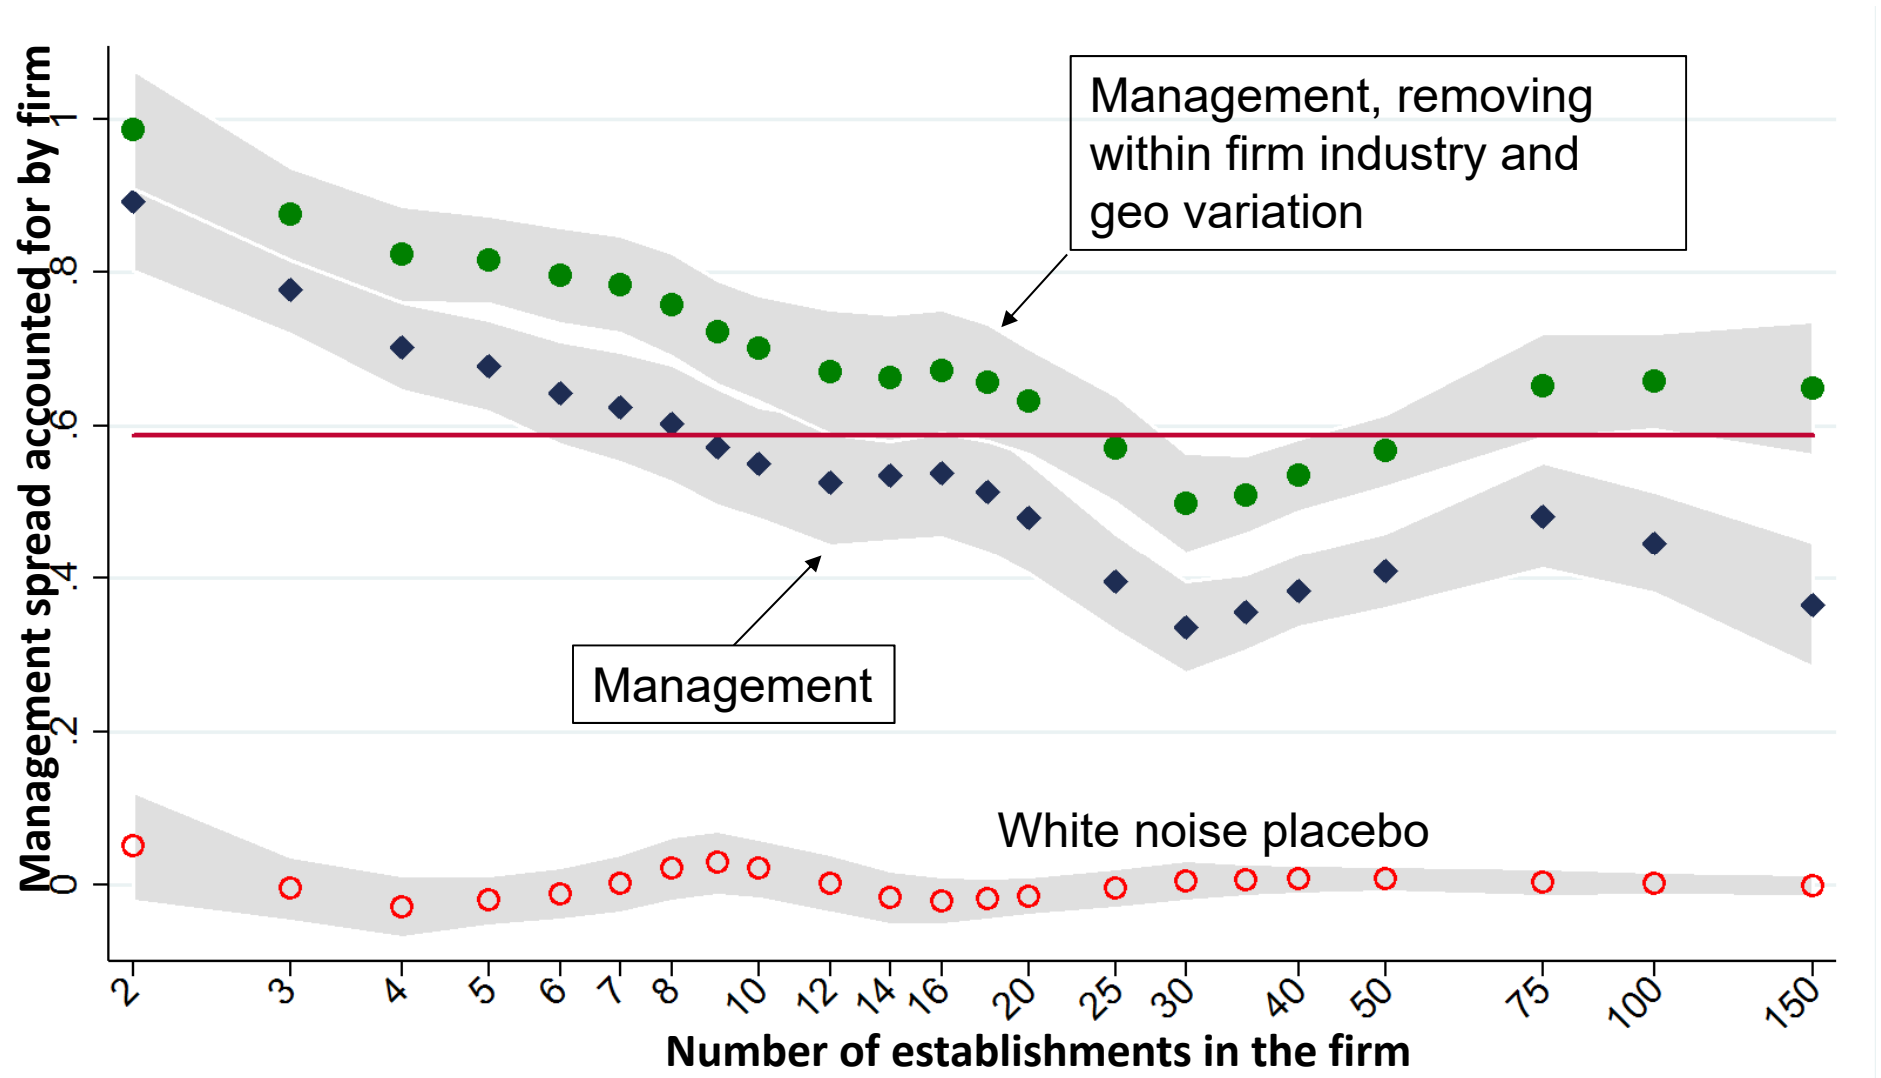 Management spread accounted for by firm
1
.8
.6
.4
.2
0
Management, removing
within firm industry and
geo variation
Management
White noise placebo
2 3 4 5 6 7 8 10 12 14 16 20 25 30 40 50 75 100 150
Number of establishments in the firm